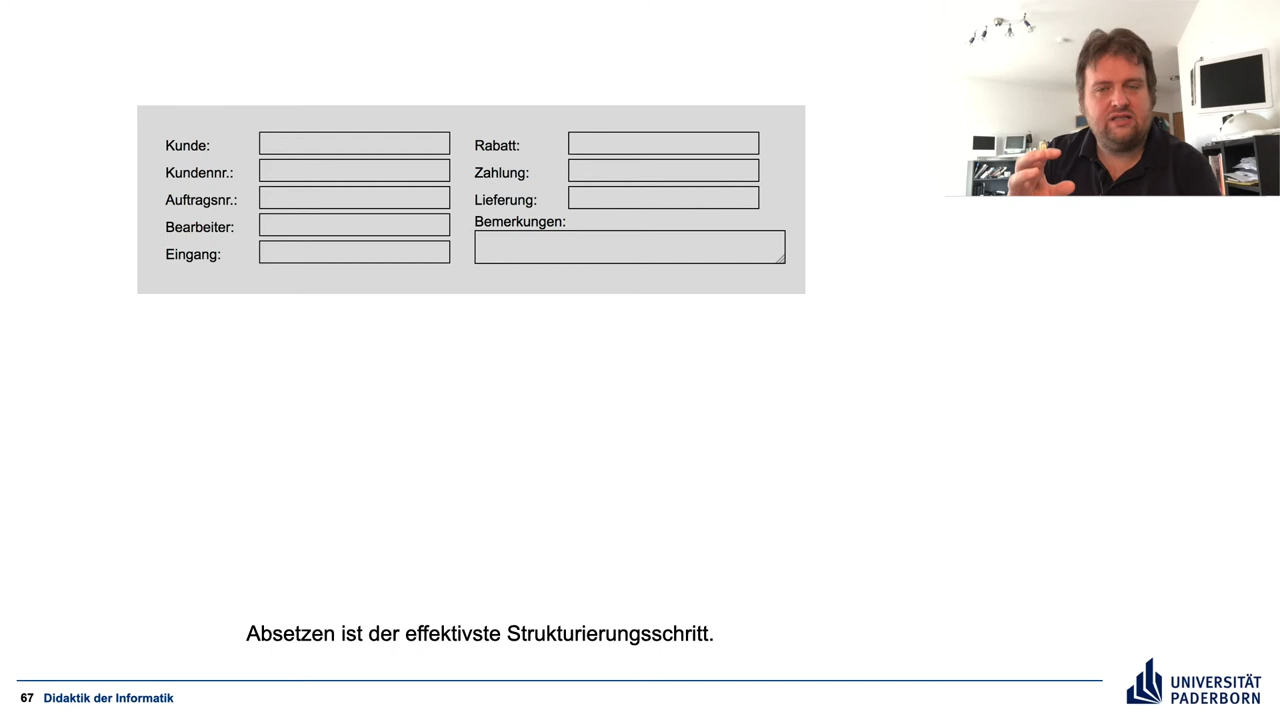 Kunde:
Kundennr.:
Auftragsnr.:
Bearbeiter:
Eingang:
Rabatt:
Zahlung:
Lieferung:
Bemerkungen:
Absetzen ist der effektivste Strukturierungsschritt.
67 Didaktik der Informatik
UNIVERSITÄT
PADERBORN